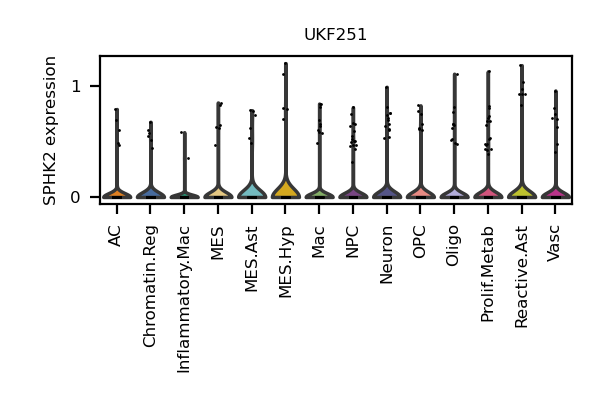 UKF251
SPHK2 expression
1
0
AC
Chromatin.Reg
Inflammatory.Mac
MES
MES.Ast
MES.Hyp
Mac
NPC
Neuron
OPC
Oligo
Prolif.Metab
Reactive.Ast
Vasc